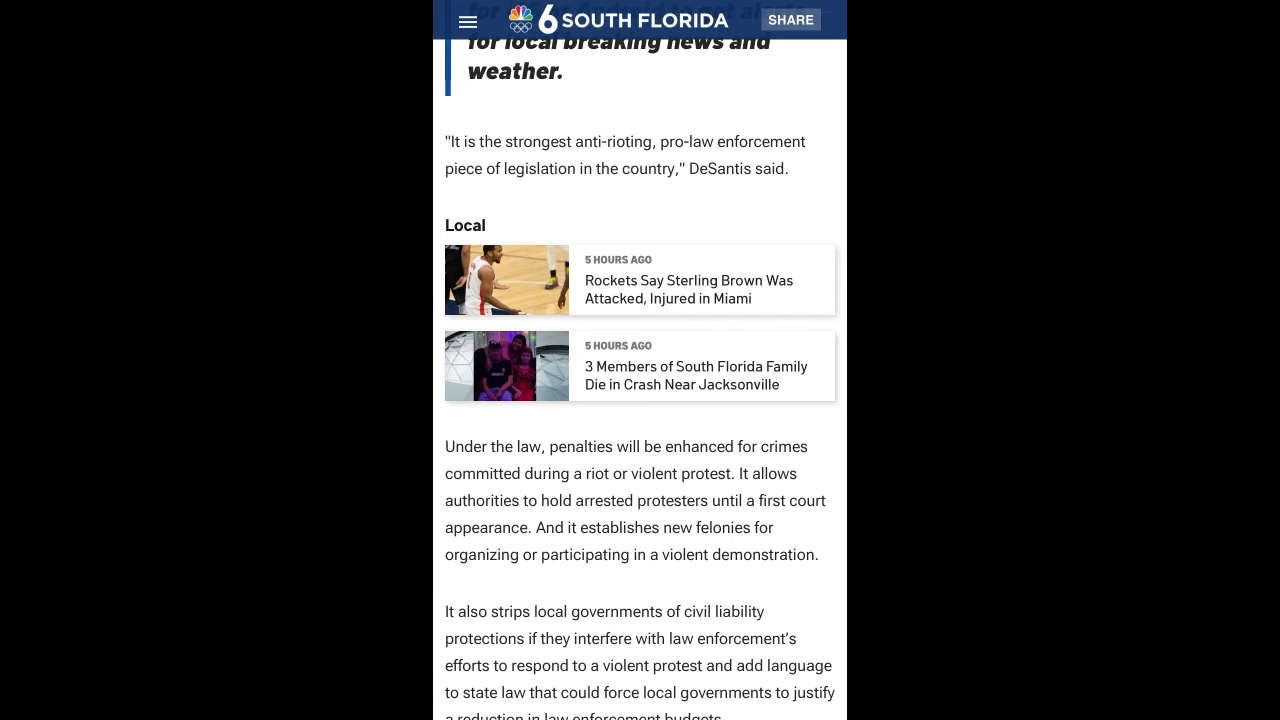 6 SOUTH FLORIDA
SHARE
for local breaking news and
weather.
"It is the strongest anti-rioting, pro-law enforcement
piece of legislation in the country," DeSantis said.
Local
5 HOURS AGO
Rockets Say Sterling Brown Was
Attacked, Injured in Miami
5 HOURS AGO
3 Members of South Florida Family
Die in Crash Near Jacksonville
Under the law, penalties will be enhanced for crimes
committed during a riot or violent protest. It allows
authorities to hold arrested protesters until a first court
appearance. And it establishes new felonies for
organizing or participating in a violent demonstration.
It also strips local governments of civil liability
protections if they interfere with law enforcement’s
efforts to respond to a violent protest and add language
to state law that could force local governments to justify
a reduction in law enforcement budgets.